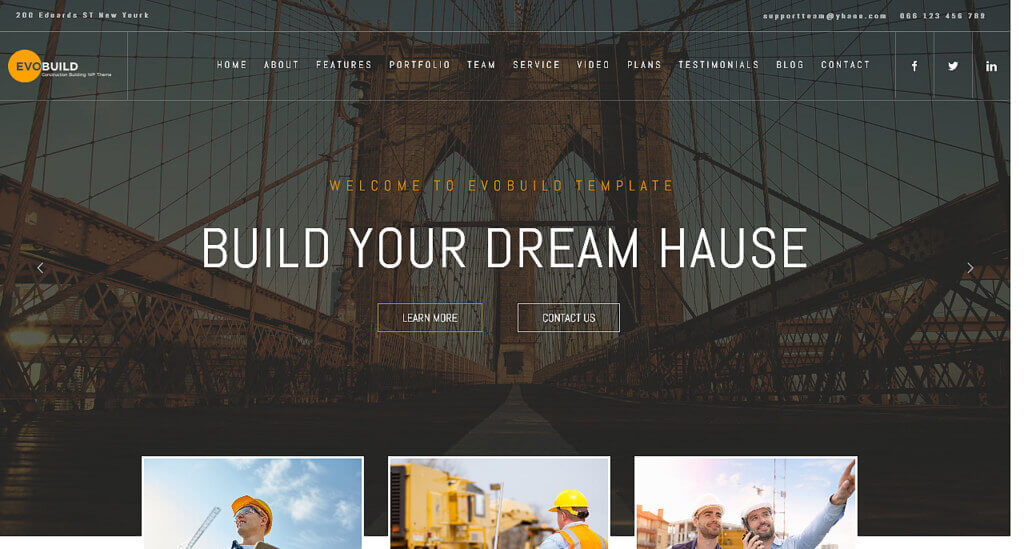 200 Edoards ST New Yourk
supportteam@yhane.com 066 123 456 789
EVOBUILD
Construction Building WP Theme
HOME ABOUT FEATURES PORTFOLIO TEAM SERVICE VIDEO PLANS TESTIMONIALS BLOG CONTACT
WELCOME TO EVOBUILD TEMPLATE
BUILD YOUR DREAM HAUSE
LEARN MORE CONTACT US